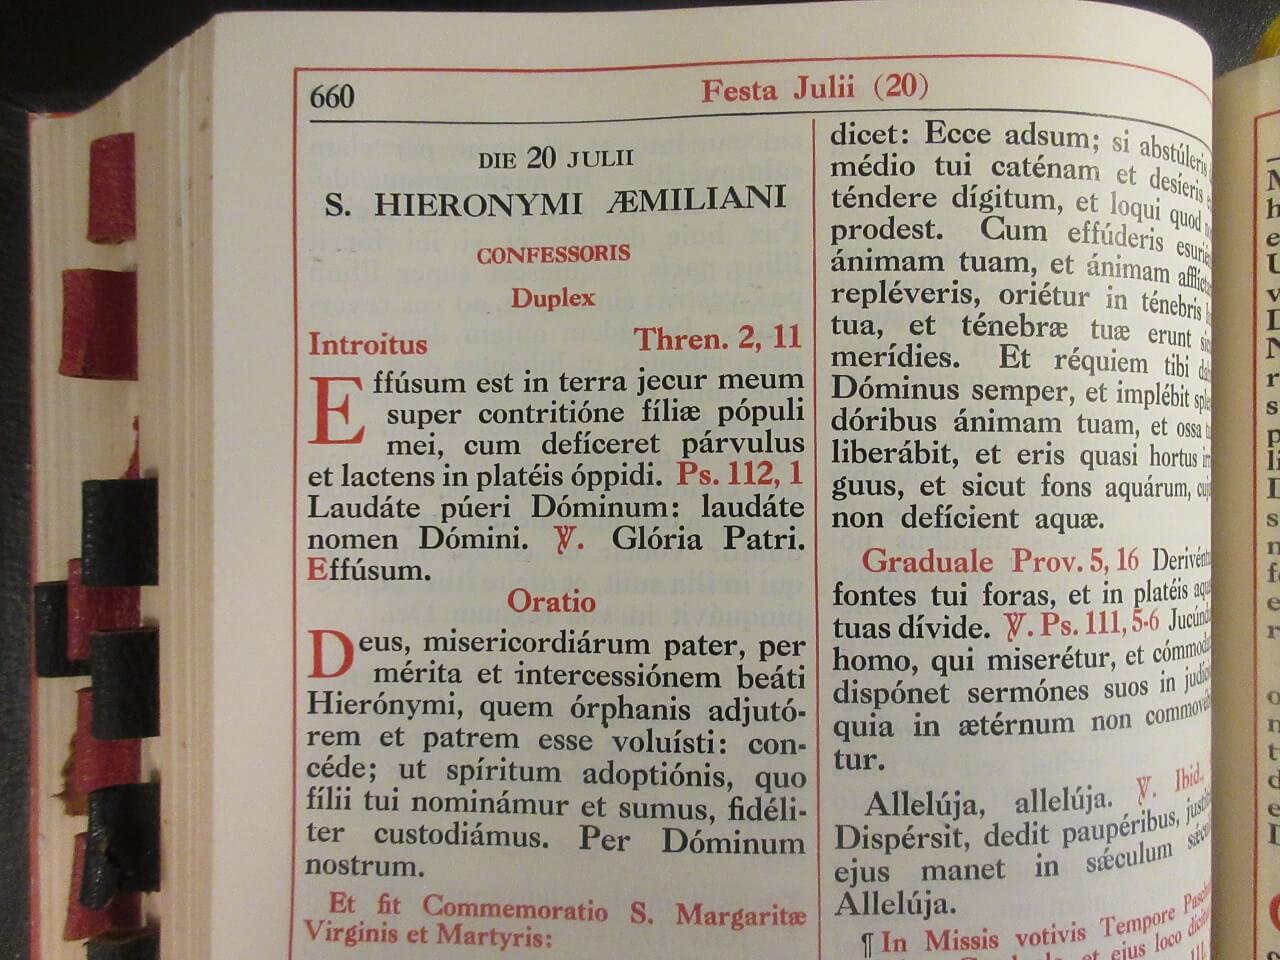 660
Festa Julii (20)
DIE 20 JULII
S. HIERONYMI ÆMILIANI
CONFESSORIS
Duplex
Introitus Thren. 2, 11
Effúsum est in terra jecur meum
super contritióne fíliæ pópuli
mei, cum defíceret párvulus
et lactens in platéis óppidi. Ps. 112, 1
Laudáte púeri Dóminum: laudáte
nomen Dómini. ℣. Glória Patri.
Effúsum.
Oratio
Deus, misericordiárum pater, per
mérita et intercessiónem beáti
Hierónymi, quem órphanis adjutó-
rem et patrem esse voluísti: con-
céde; ut spíritum adoptiónis, quo
fílii tui nominámur et sumus, fidéli-
ter custodiámus. Per Dóminum
nostrum.
Et fit Commemoratio S. Margaritæ
Virginis et Martyris:
dicet: Ecce adsum; si abstúleris
médio tui caténam et desíeris
téndere dígitum, et loqui quod
prodest. Cum effúderis
ánimam tuam, et ánimam
repléveris, oriétur in ténebris
tua, et ténebræ tuæ erunt
merídies. Et réquiem tibi
Dóminus semper, et implébit
dóribus ánimam tuam, et ossa
liberábit, et eris quasi hortus
guus, et sicut fons aquárum,
non defícient aquæ.
Graduale Prov. 5, 16
fontes tui foras, et in platéis
tuas dívide. ℣. Ps. 111, 5-6
homo, qui miserétur, et
dispónet sermónes suos in
quia in ætérnum non
tur.
Allelúja, allelúja. ℣. Ibid.,
Dispérsit, dedit paupéribus,
ejus manet in sǽculum
Allelúja.
¶ In Missis votivis Tempore
et ejus loco